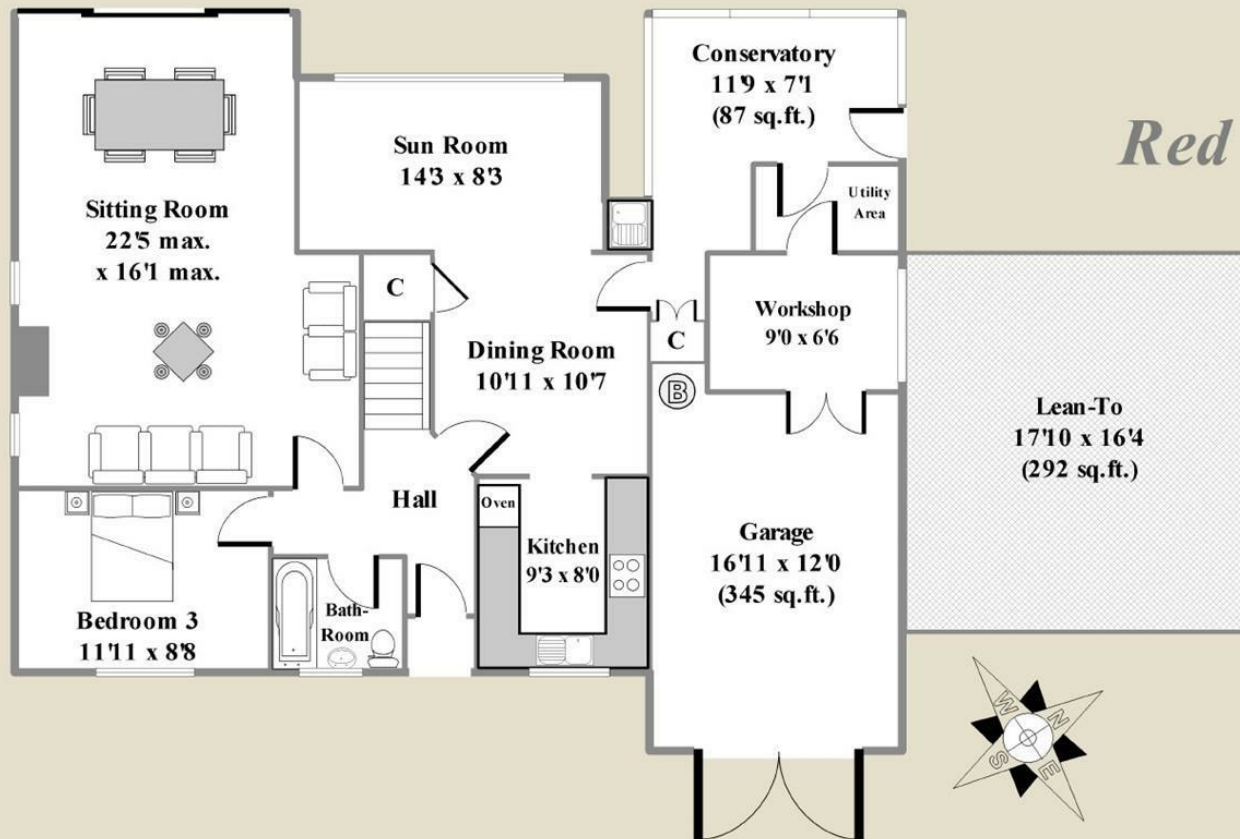 Conservatory
11'9 x 7'1
(87 sq.ft.)
Red
Sun Room
14'3 x 8'3
Utility
Area
Sitting Room
22'5 max.
x 16'1 max.
C
Workshop
9'0 x 6'6
C
Dining Room
10'11 x 10'7
B
Lean-To
17'10 x 16'4
(292 sq.ft.)
Hall
Oven
Kitchen
9'3 x 8'0
Garage
16'11 x 12'0
(345 sq.ft.)
Bedroom 3
11'11 x 8'8
Bath-
Room
W
N
S
E